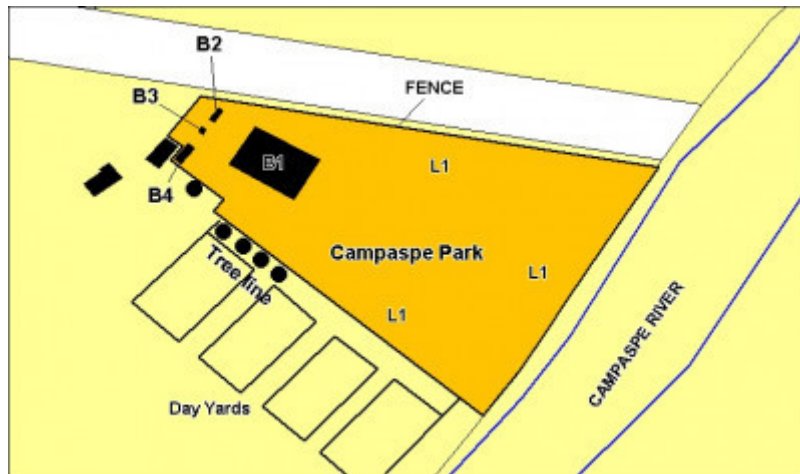 B2
FENCE
B3
B1
L1
B4
Campaspe Park
Tree line
L1
L1
CAMPASPE RIVER
Day Yards